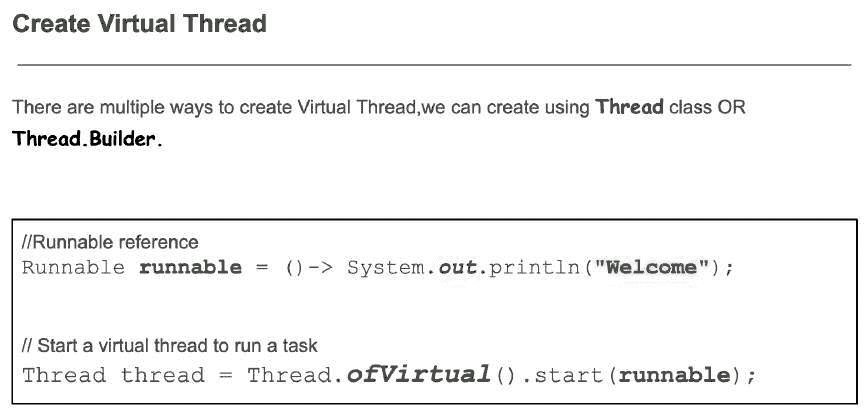 Create Virtual Thread
There are multiple ways to create Virtual Thread,we can create using Thread class OR
Thread.Builder.
//Runnable reference
Runnable runnable = ()-> System.out.println("Welcome");
// Start a virtual thread to run a task
Thread thread = Thread.ofVirtual().start(runnable);